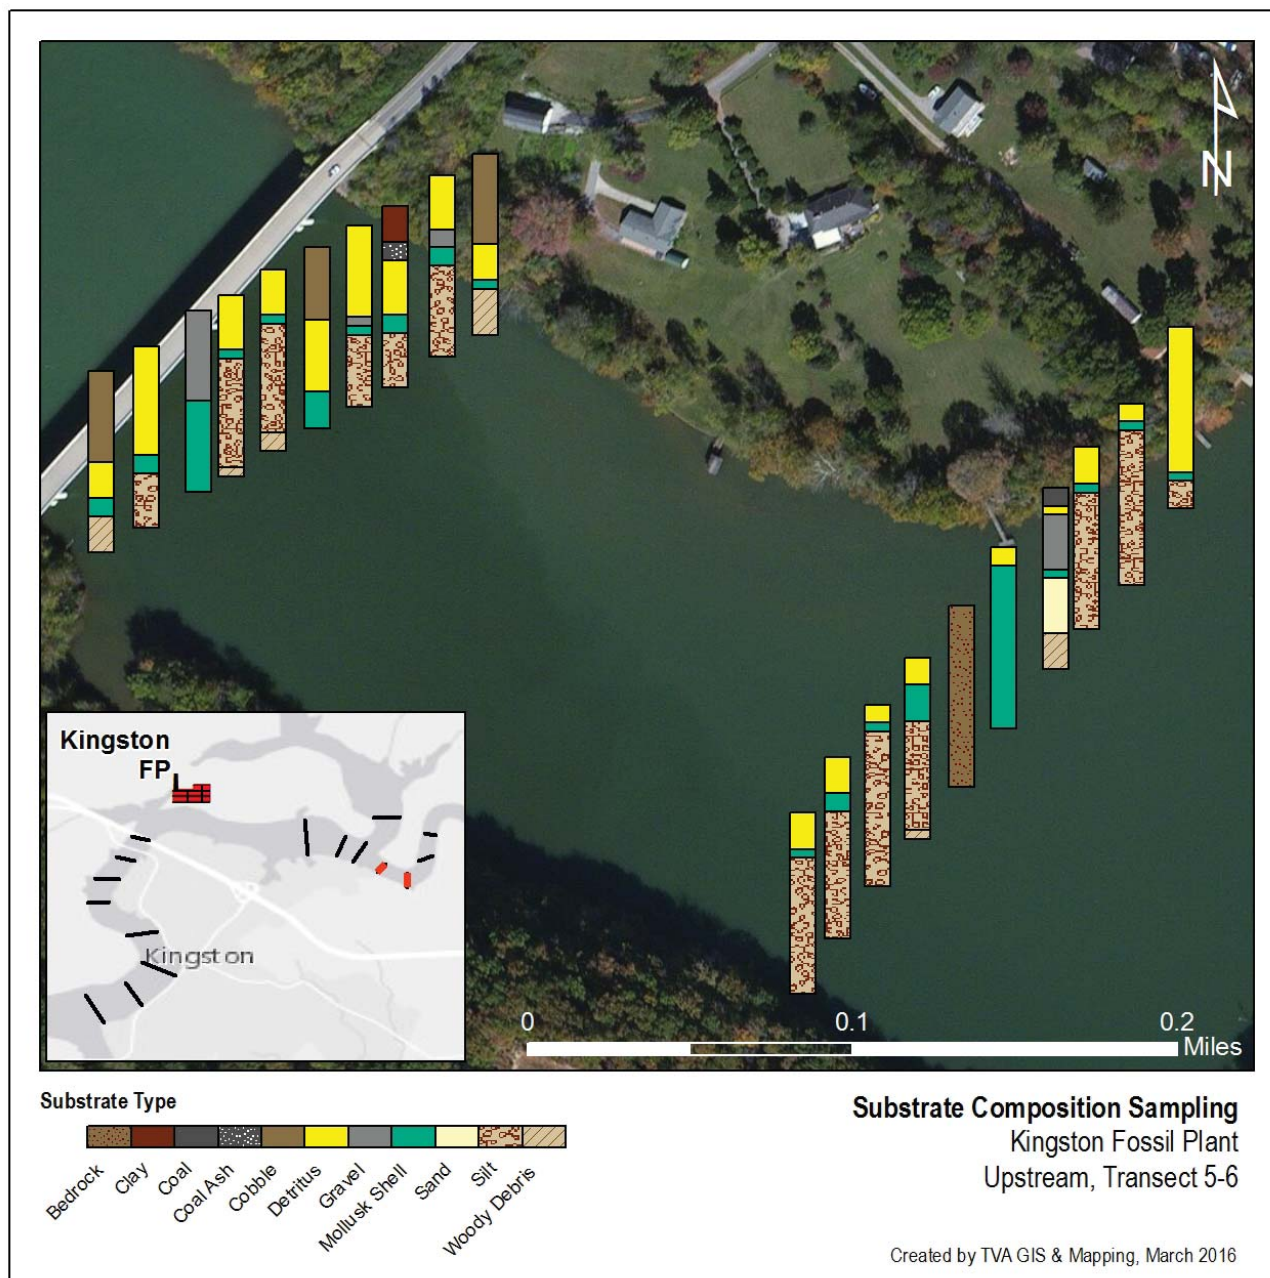 N
Kingston
FP
Kingston
0 0.1 0.2
Miles
Substrate Type
Bedrock
Clay
Coal
Coal Ash
Cobble
Detritus
Gravel
Mollusk Shell
Sand
Silt
Woody Debris
Substrate Composition Sampling
Kingston Fossil Plant
Upstream, Transect 5-6
Created by TVA GIS & Mapping, March 2016